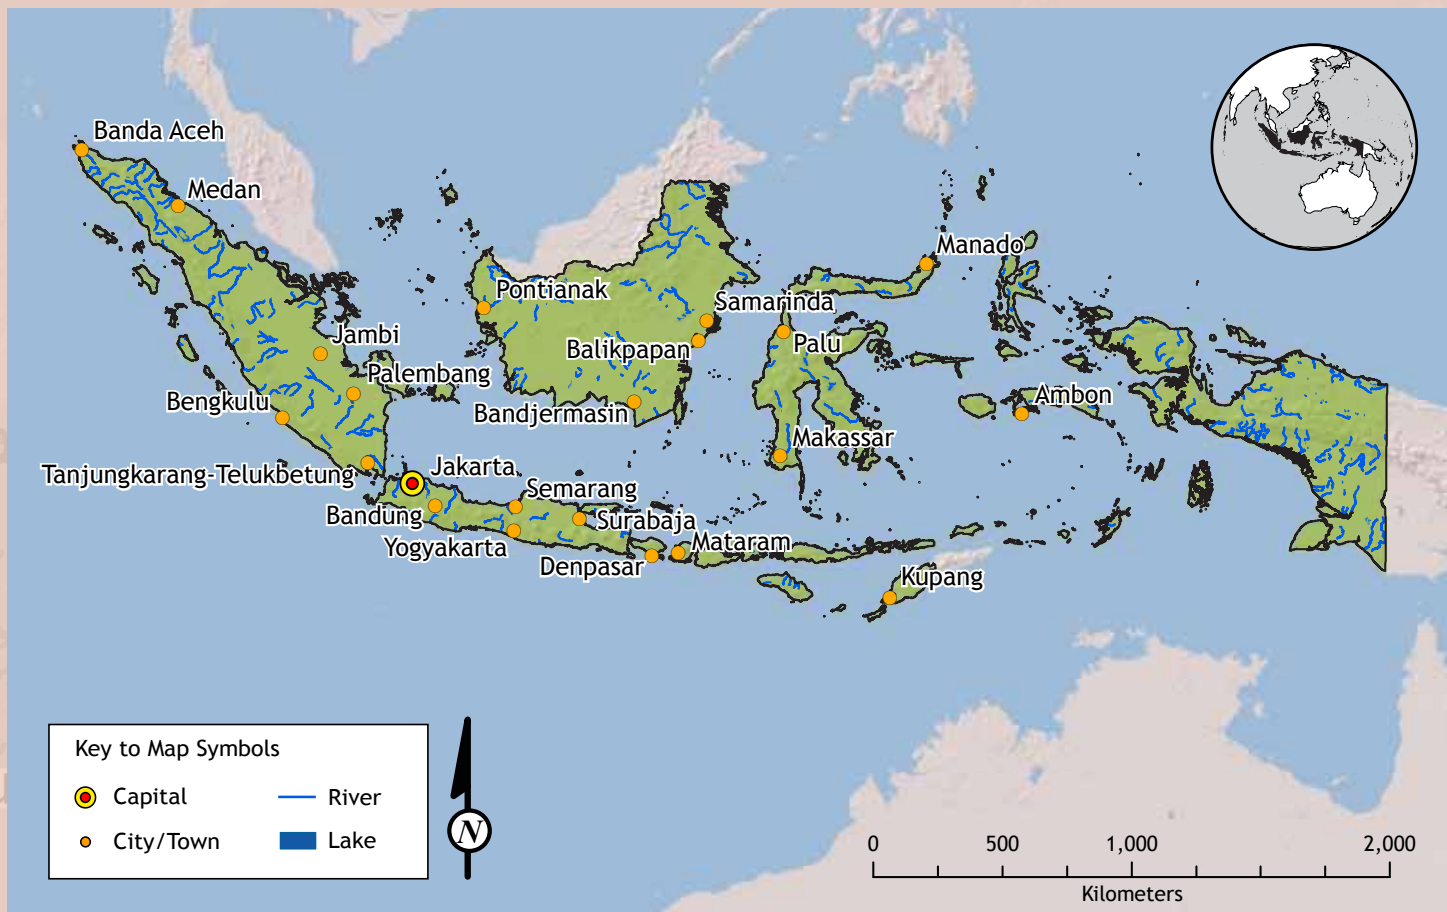 Banda Aceh
Medan
Manado
Pontianak
Samarinda
Jambi
Balikpapan
Palu
Palembang
Bengkulu
Bandjermasin
Ambon
Makassar
Tanjungkarang-Telukbetung
Jakarta
Semarang
Bandung
Surabaja
Yogyakarta
Mataram
Denpasar
Kupang
Key to Map Symbols
Capital
River
City/Town
Lake
N
0 500 1,000 2,000
Kilometers